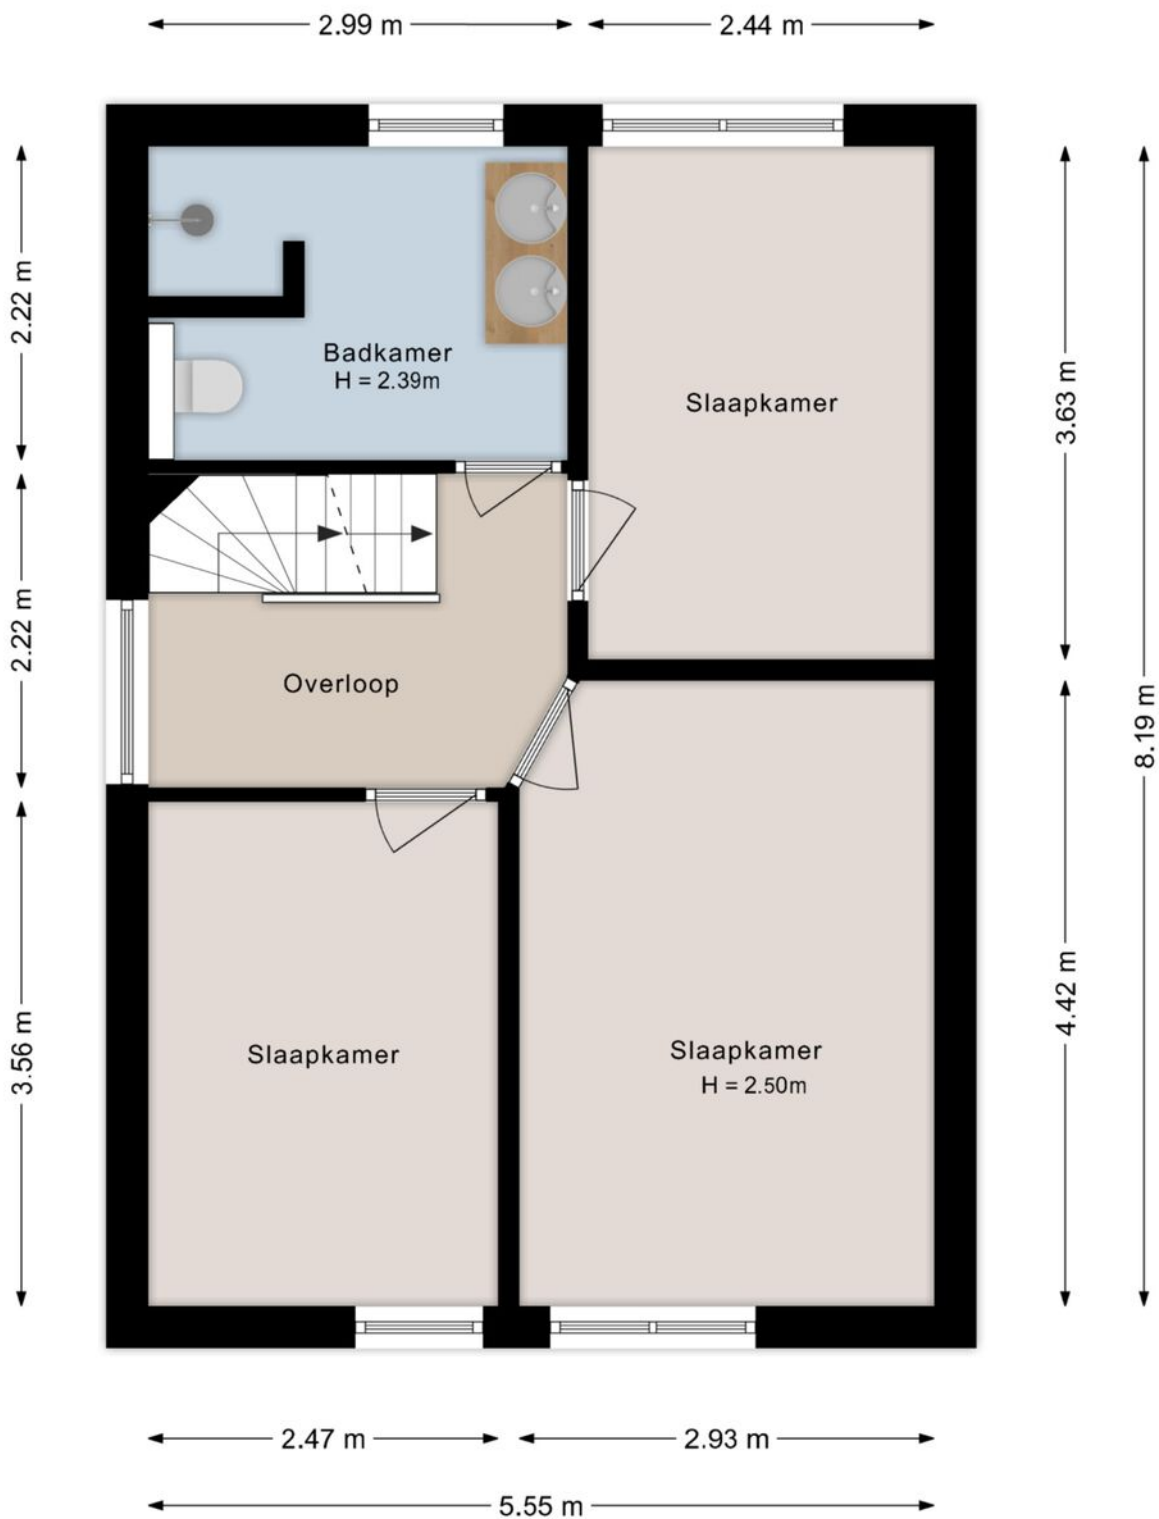 2.99 m
2.44 m
2.22 m
Badkamer
H = 2.39m
Slaapkamer
3.63 m
2.22 m
Overloop
8.19 m
3.56 m
Slaapkamer
Slaapkamer
H = 2.50m
4.42 m
2.47 m
2.93 m
5.55 m